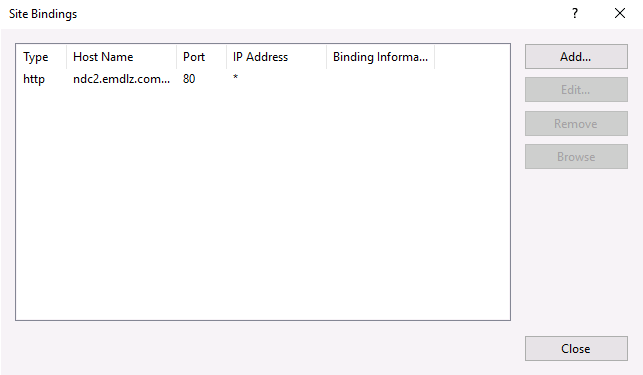 Site Bindings ?
Type Host Name Port IP Address Binding Informa... Add...
http ndc2.emdlz.com... 80 *
Edit...
Remove
Browse
Close